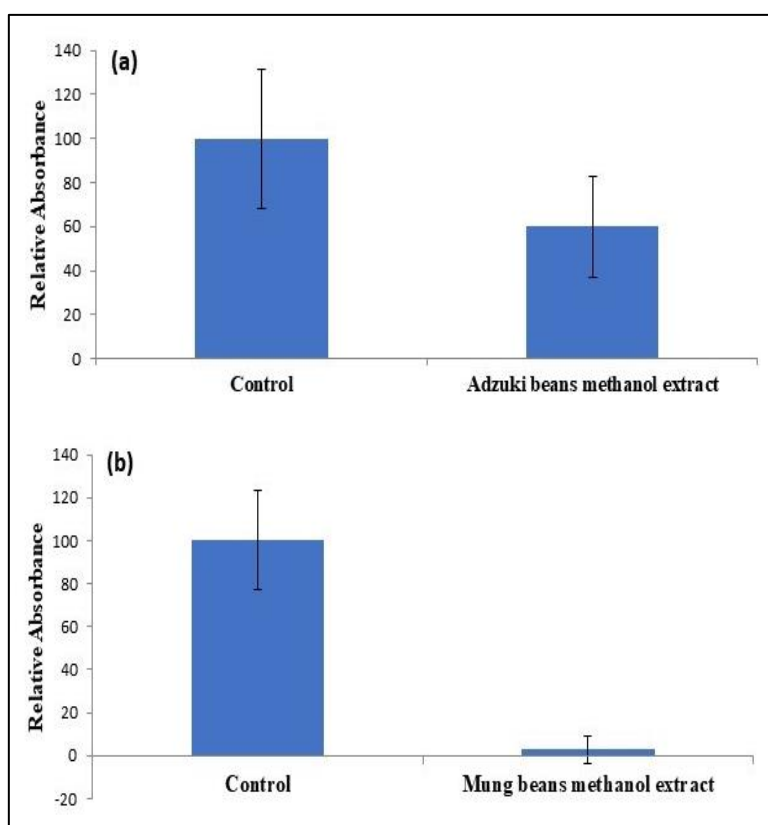 (a)
Relative Absorbance
140
120
100
80
60
40
20
0
Control
Adzuki beans methanol extract
(b)
Relative Absorbance
140
120
100
80
60
40
20
0
-20
Control
Mung beans methanol extract